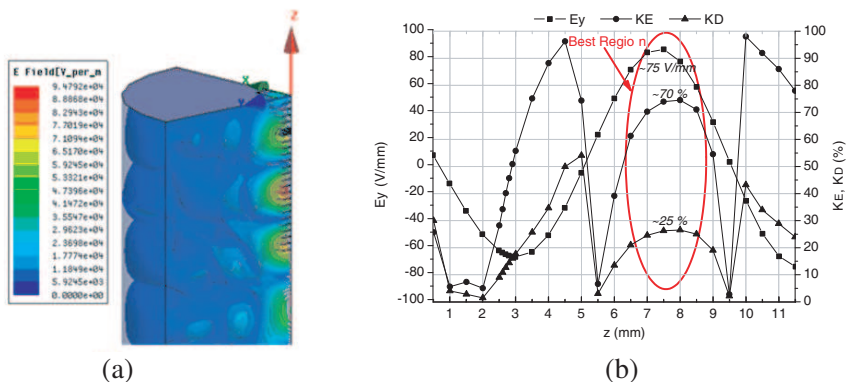 E Field[V_per_m
9.4792e+04
8.8868e+04
8.2943e+04
7.7019e+04
7.1094e+04
6.5170e+04
5.9245e+04
5.3321e+04
4.7396e+04
4.1472e+04
3.5547e+04
2.9623e+04
2.3698e+04
1.7774e+04
1.1849e+04
5.9245e+03
0.0000e+00
Z
X
Y
(a)
Ey KE KD
Best Regio n
~75 V/mm
~70 %
~25 %
Ey (V/mm)
100
80
60
40
20
0
-20
-40
-60
-80
-100
KE, KD (%)
100
90
80
70
60
50
40
30
20
10
0
1 2 3 4 5 6 7 8 9 10 11
z (mm)
(b)